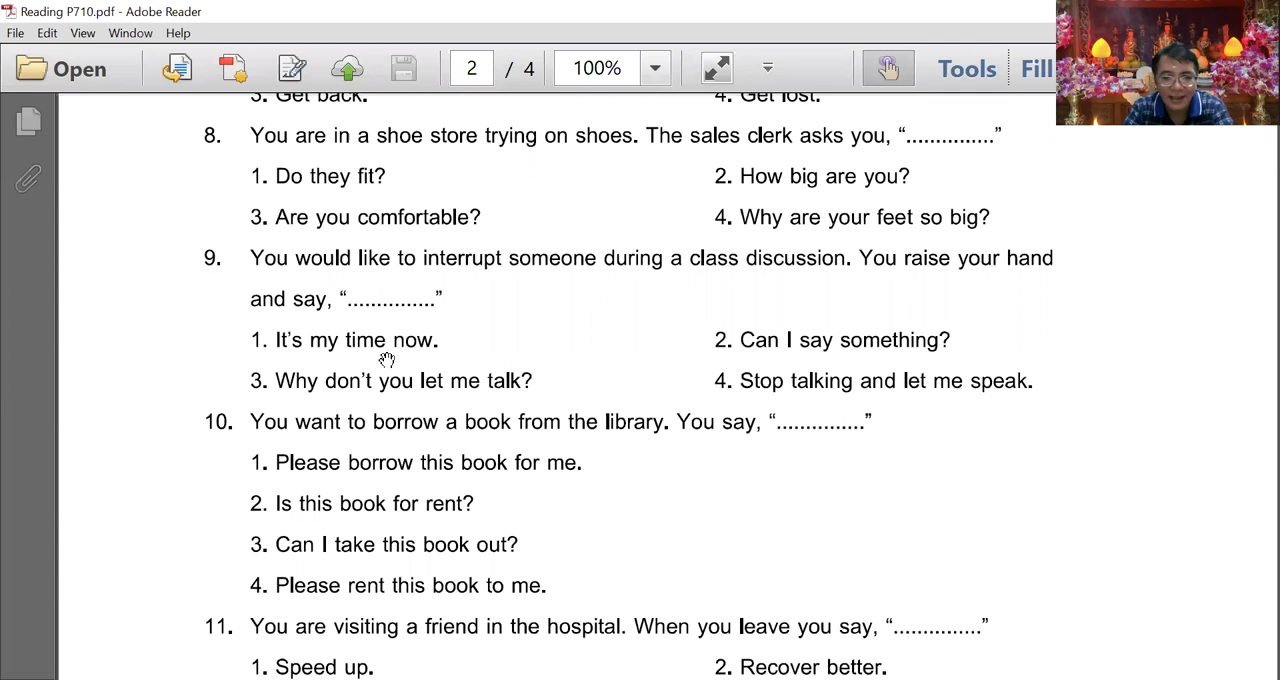 Reading P710.pdf - Adobe Reader
File Edit View Window Help
Open 2 / 4 100% Tools Fill
3. Get back. 4. Get lost.
8. You are in a shoe store trying on shoes. The sales clerk asks you, “...............”
1. Do they fit? 2. How big are you?
3. Are you comfortable? 4. Why are your feet so big?
9. You would like to interrupt someone during a class discussion. You raise your hand
and say, “...............”
1. It’s my time now. 2. Can I say something?
3. Why don’t you let me talk? 4. Stop talking and let me speak.
10. You want to borrow a book from the library. You say, “...............”
1. Please borrow this book for me.
2. Is this book for rent?
3. Can I take this book out?
4. Please rent this book to me.
11. You are visiting a friend in the hospital. When you leave you say, “...............”
1. Speed up. 2. Recover better.